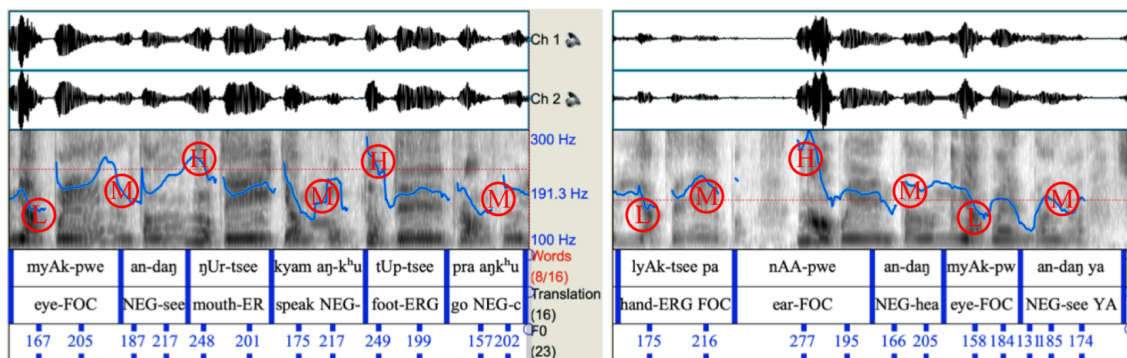 Ch 1
Ch 2
300 Hz
191.3 Hz
100 Hz
L M H M H M
H M L M L M
myAk-pwe an-daŋ ŋUr-tsee kyam aŋ-kʰu tUp-tsee pra aŋkʰu Words (8/16)
eye-FOC NEG-see mouth-ER speak NEG- foot-ERG go NEG-c Translation (16)
167 205 187 217 248 201 175 217 249 199 157 202 F0 (23)
lyAk-tsee pa nAA-pwe an-daŋ myAk-pw an-daŋ ya
hand-ERG FOC ear-FOC NEG-hea eye-FOC NEG-see YA
175 216 277 195 166 205 158 184 131 185 174